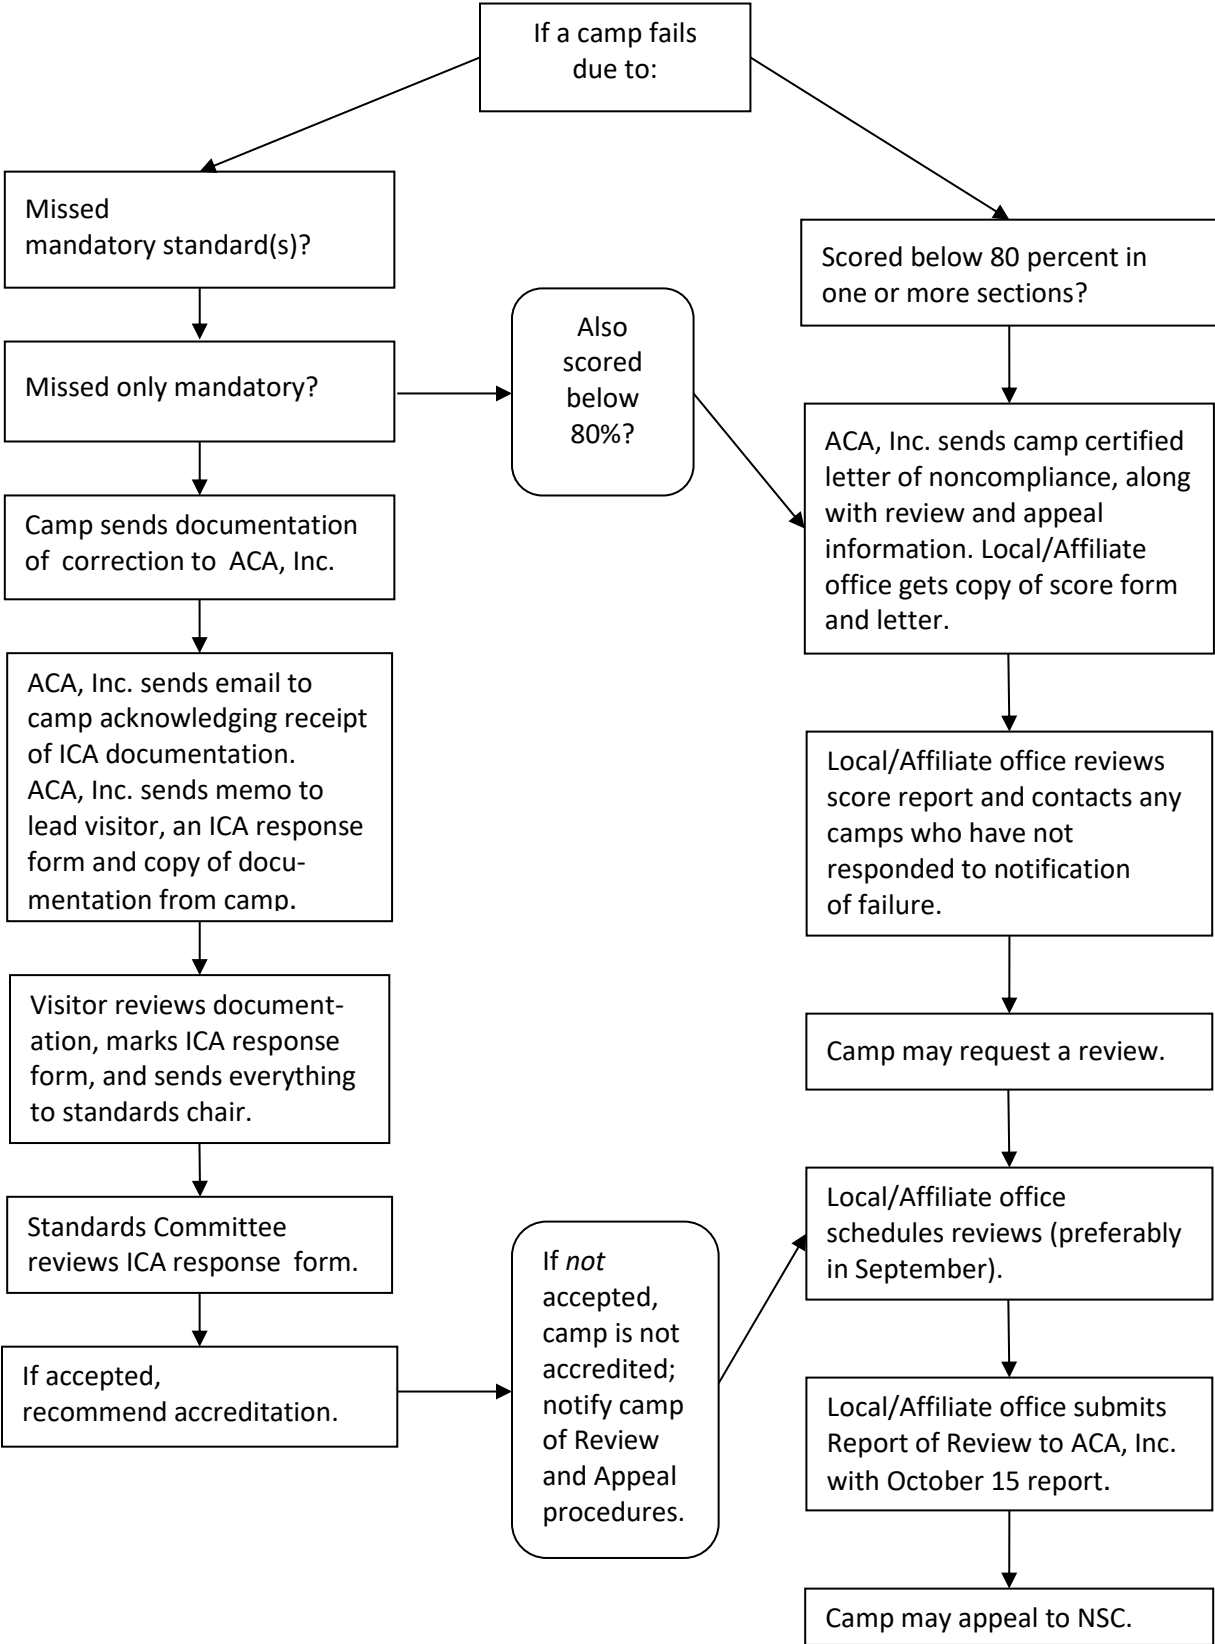 If a camp fails
due to:
Missed
mandatory standard(s)?
Missed only mandatory?
Camp sends documentation
of correction to ACA, Inc.
ACA, Inc. sends email to
camp acknowledging receipt
of ICA documentation.
ACA, Inc. sends memo to
lead visitor, an ICA response
form and copy of docu-
mentation from camp.
Visitor reviews document-
ation, marks ICA response
form, and sends everything
to standards chair.
Standards Committee
reviews ICA response form.
If accepted,
recommend accreditation.
Also
scored
below
80%?
If not
accepted,
camp is not
accredited;
notify camp
of Review
and Appeal
procedures.
Scored below 80 percent in
one or more sections?
ACA, Inc. sends camp certified
letter of noncompliance, along
with review and appeal
information. Local/Affiliate
office gets copy of score form
and letter.
Local/Affiliate office reviews
score report and contacts any
camps who have not
responded to notification
of failure.
Camp may request a review.
Local/Affiliate office
schedules reviews (preferably
in September).
Local/Affiliate office submits
Report of Review to ACA, Inc.
with October 15 report.
Camp may appeal to NSC.